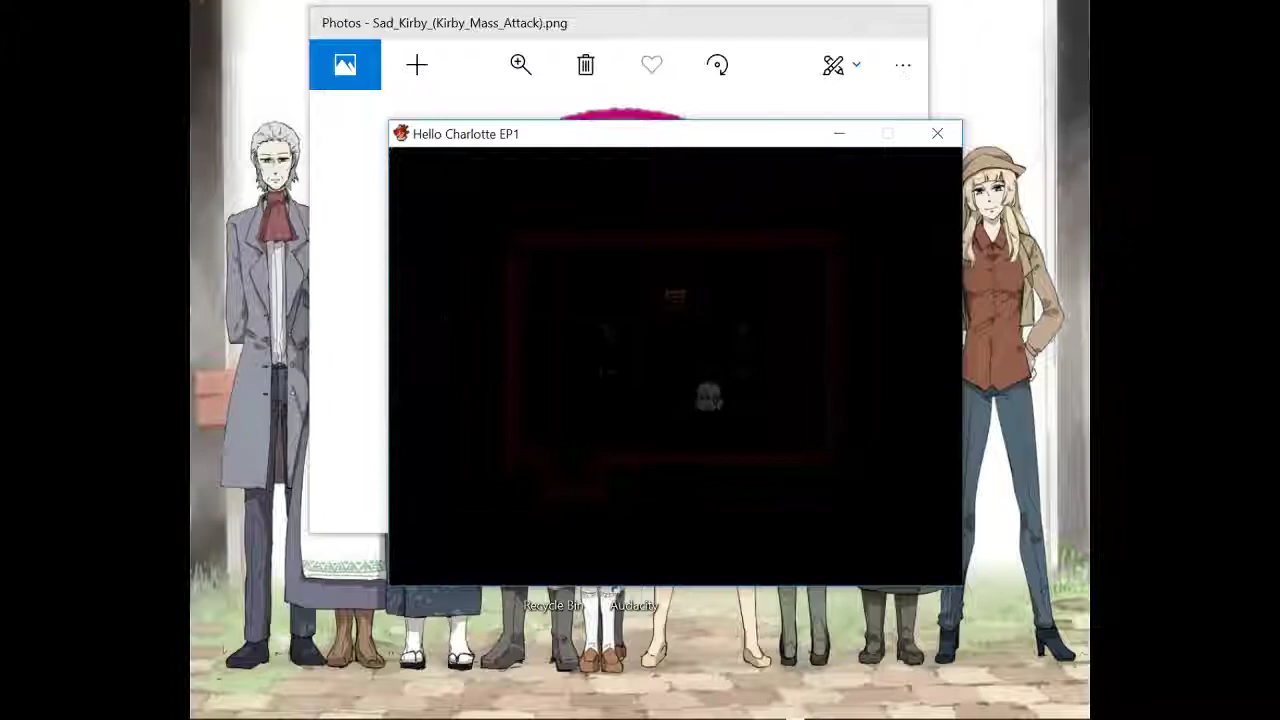 Photos - Sad_Kirby_(Kirby_Mass_Attack).png
Hello Charlotte EP1
Recycle Bin
Audacity